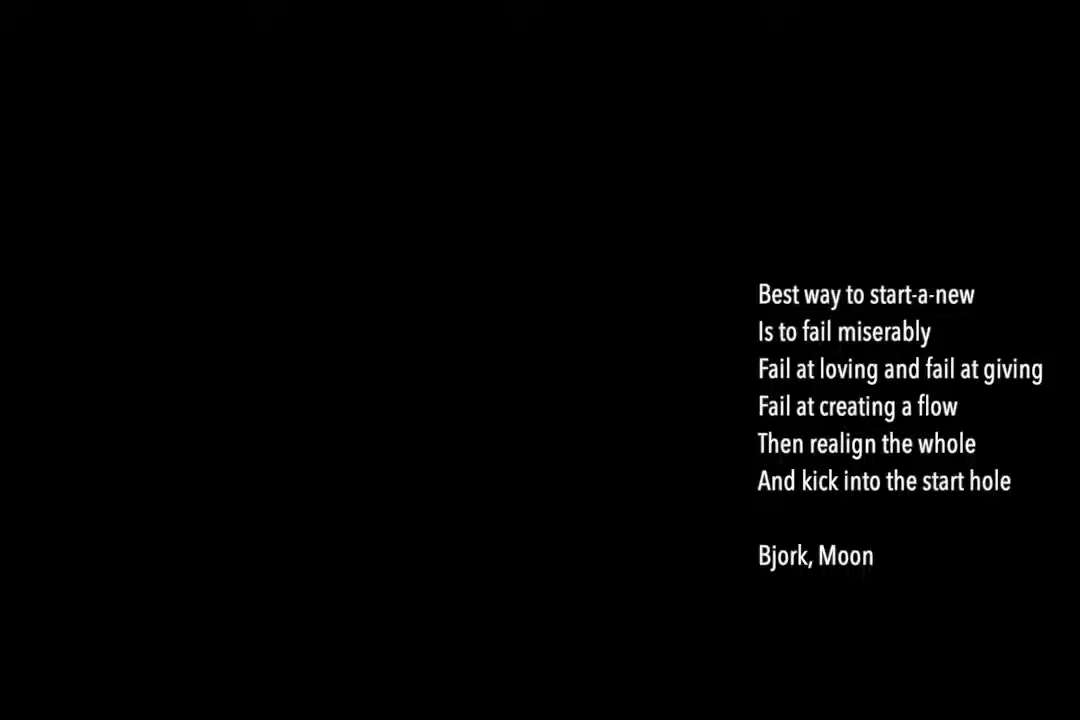 Best way to start-a-new
Is to fail miserably
Fail at loving and fail at giving
Fail at creating a flow
Then realign the whole
And kick into the start hole
Bjork, Moon